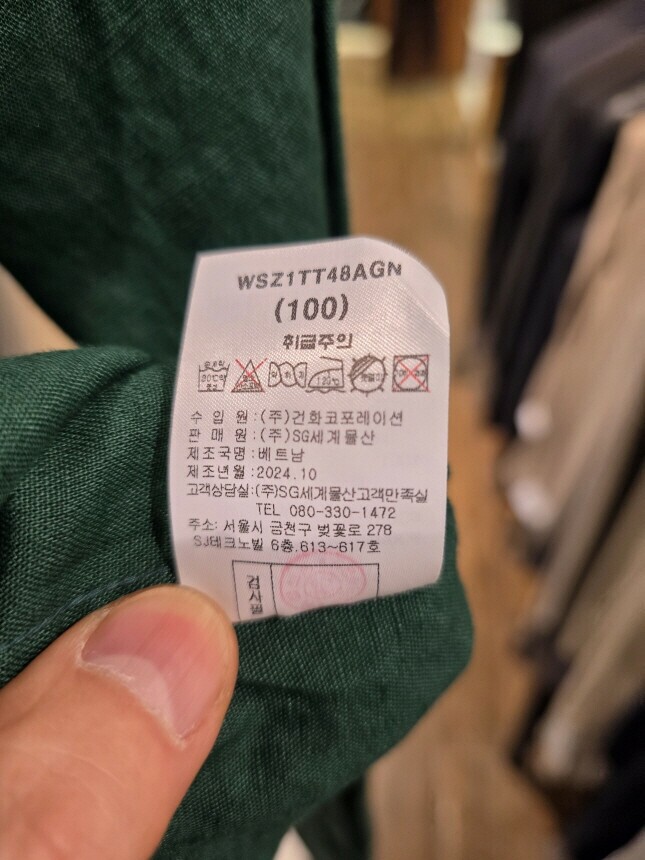 WSZ1TT48AGN
(100)
취급주의
수 입 원 : (주)건화코포레이션
판 매 원 : (주)SG세계물산
제조국명 : 베트남
제조년월 : 2024.10
고객상담실:(주)SG세계물산고객만족실
TEL 080-330-1472
주소: 서울시 금천구 벚꽃로 278
SJ테크노빌 6층.613~617호
검사필